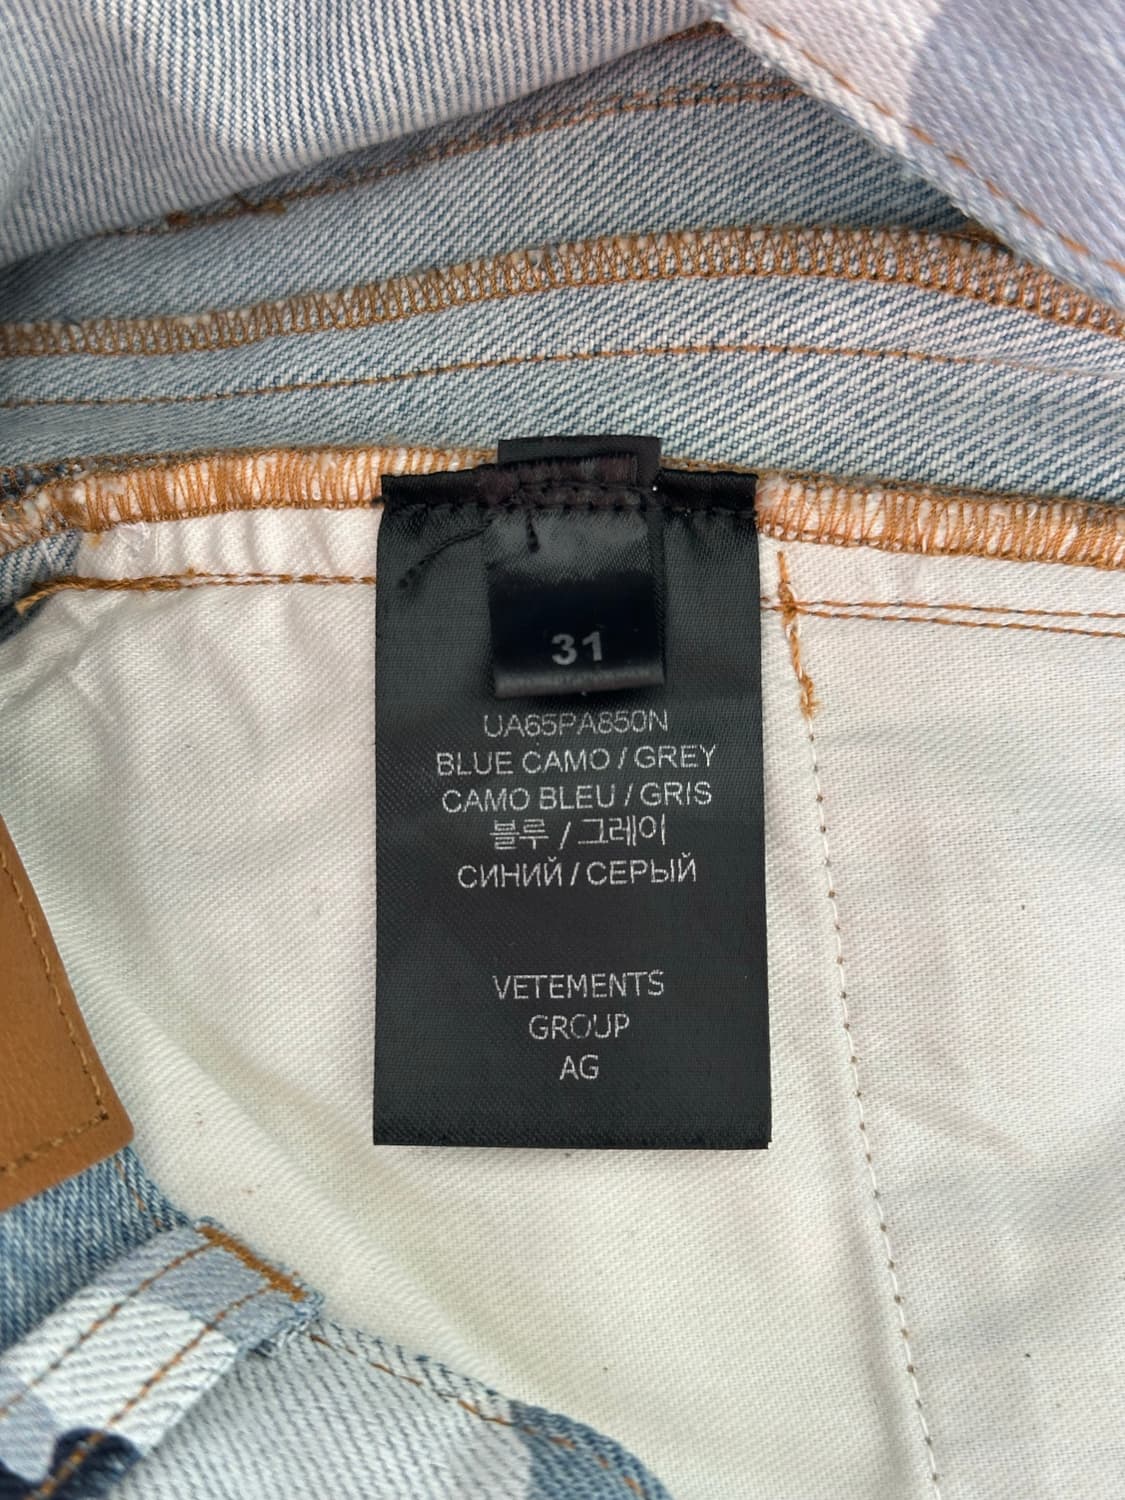 31
UA65PA850N
BLUE CAMO / GREY
CAMO BLEU / GRIS
블루 / 그레이
СИНИЙ / СЕРЫЙ
VETEMENTS
GROUP
AG